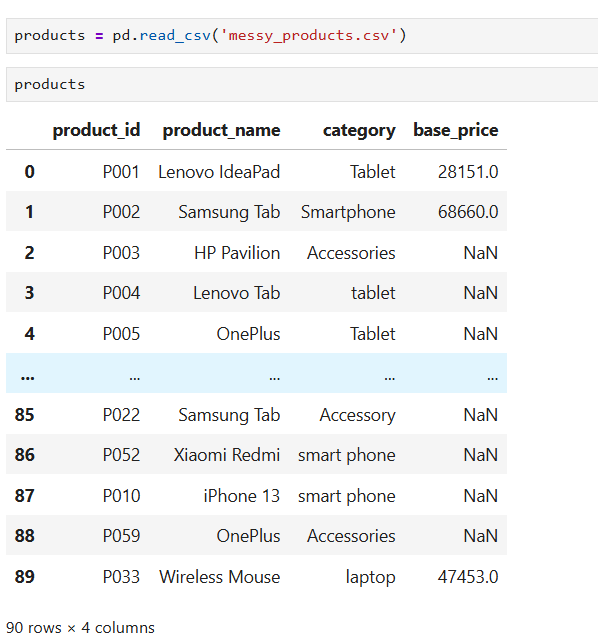 products = pd.read_csv('messy_products.csv')
products
product_id product_name category base_price
0 P001 Lenovo IdeaPad Tablet 28151.0
1 P002 Samsung Tab Smartphone 68660.0
2 P003 HP Pavilion Accessories NaN
3 P004 Lenovo Tab tablet NaN
4 P005 OnePlus Tablet NaN
... ... ... ... ...
85 P022 Samsung Tab Accessory NaN
86 P052 Xiaomi Redmi smart phone NaN
87 P010 iPhone 13 smart phone NaN
88 P059 OnePlus Accessories NaN
89 P033 Wireless Mouse laptop 47453.0
90 rows × 4 columns